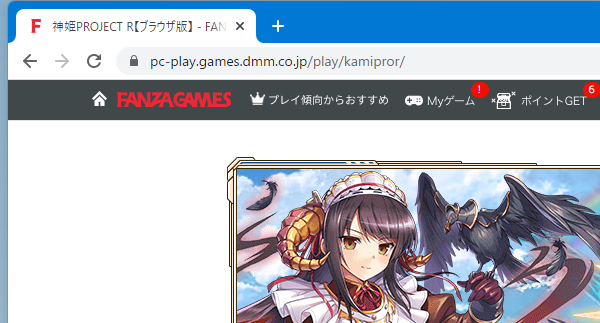 神姫PROJECT R【ブラウザ版】 - FAN
pc-play.games.dmm.co.jp/play/kamipror/
FANZA GAMES プレイ傾向からおすすめ Myゲーム ! ポイントGET 6